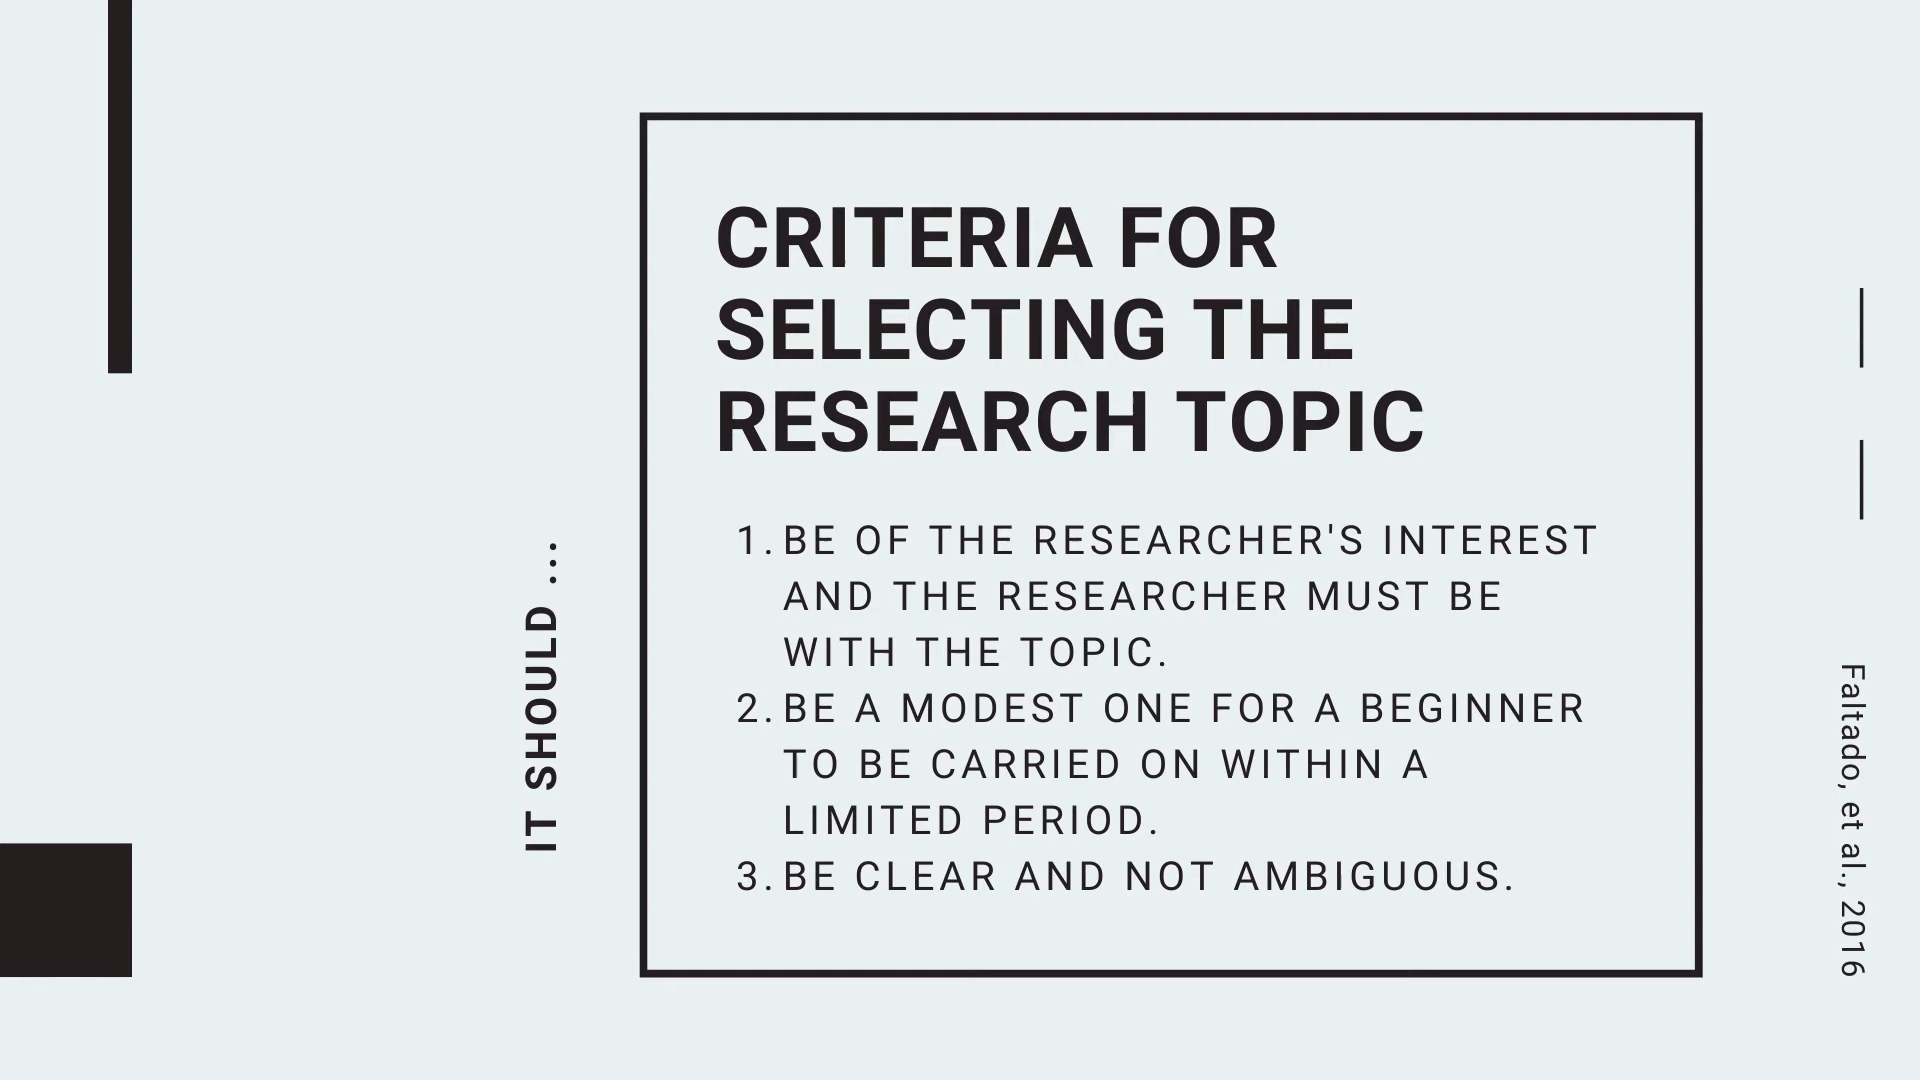 CRITERIA FOR
SELECTING THE
RESEARCH TOPIC
IT SHOULD ...
1. BE OF THE RESEARCHER'S INTEREST
AND THE RESEARCHER MUST BE
WITH THE TOPIC.
2. BE A MODEST ONE FOR A BEGINNER
TO BE CARRIED ON WITHIN A
LIMITED PERIOD.
3. BE CLEAR AND NOT AMBIGUOUS.
Faltado, et al., 2016